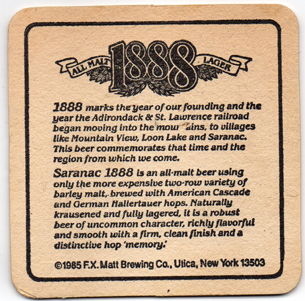 ALL MALT 1888 LAGER
1888 marks the year of our founding and the
year the Adirondack & St. Lawrence railroad
began moving into the mou ains, to villages
like Mountain View, Loon Lake and Saranac.
This beer commemorates that time and the
region from which we come.
Saranac 1888 is an all-malt beer using
only the more expensive two-row variety of
barley malt, brewed with American Cascade
and German Hallertauer hops. Naturally
krausened and fully lagered, it is a robust
beer of uncommon character, richly flavorful
and smooth with a firm, clean finish and a
distinctive hop 'memory.'
©1985 F.X. Matt Brewing Co., Utica, New York 13503